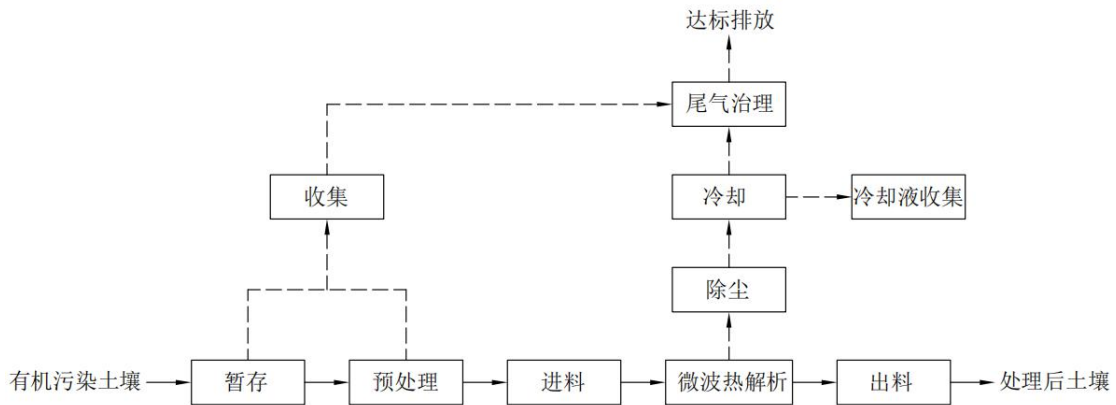 达标排放
尾气治理
收集
冷却
冷却液收集
除尘
有机污染土壤
暂存
预处理
进料
微波热解析
出料
处理后土壤